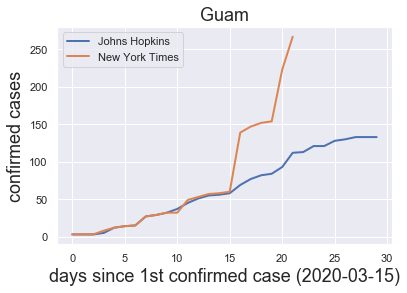 Guam
Johns Hopkins
New York Times
confirmed cases
250
200
150
100
50
0
0
5
10
15
20
25
30
days since 1st confirmed case (2020-03-15)